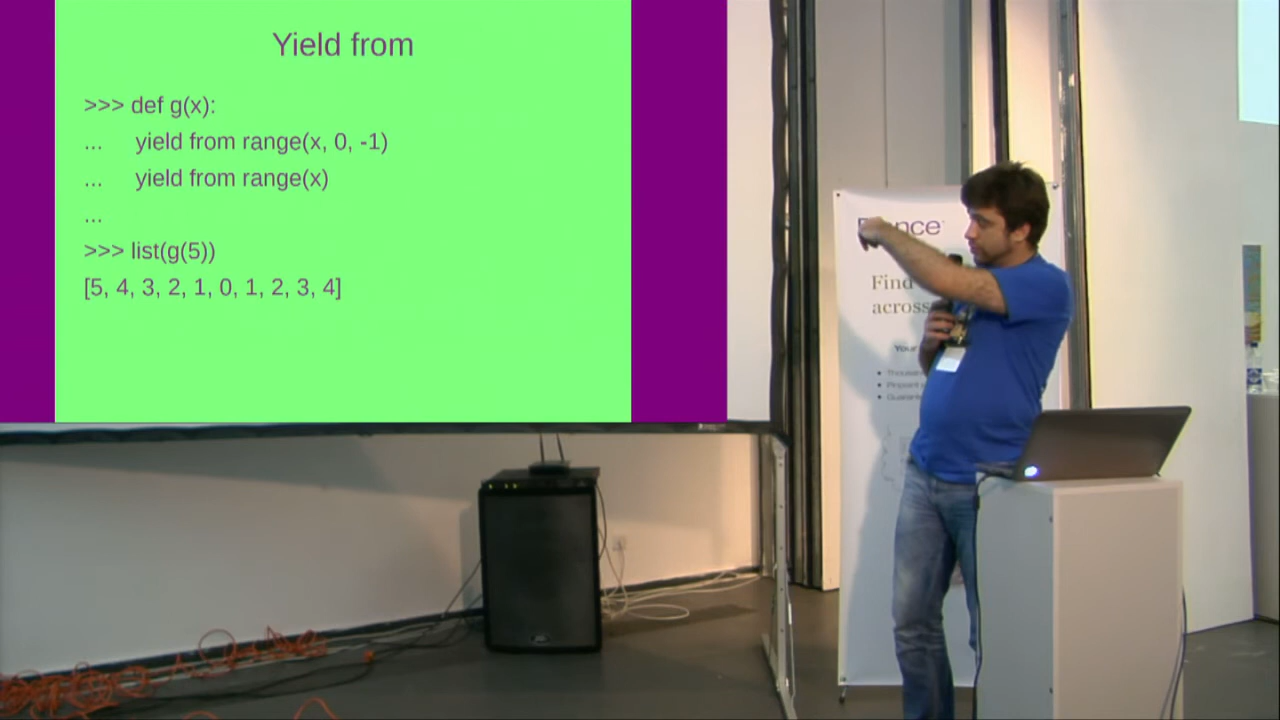 Yield from
>>> def g(x):
... yield from range(x, 0, -1)
... yield from range(x)
...
>>> list(g(5))
[5, 4, 3, 2, 1, 0, 1, 2, 3, 4]
Find
across
Your